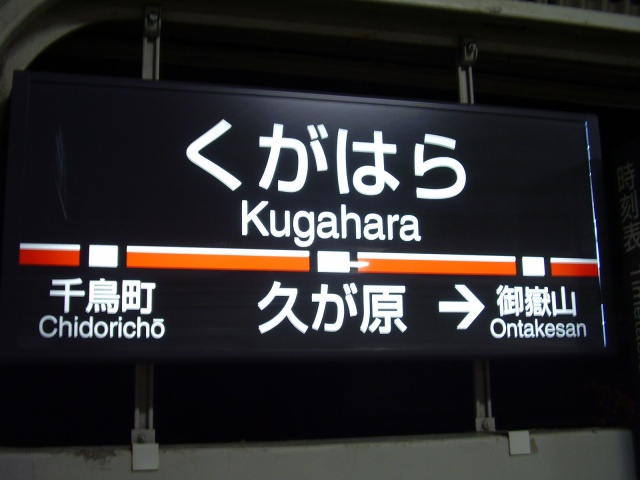 くがはら
Kugahara
千鳥町
Chidorichō
久が原
→
御嶽山
Ontakesan
時刻表